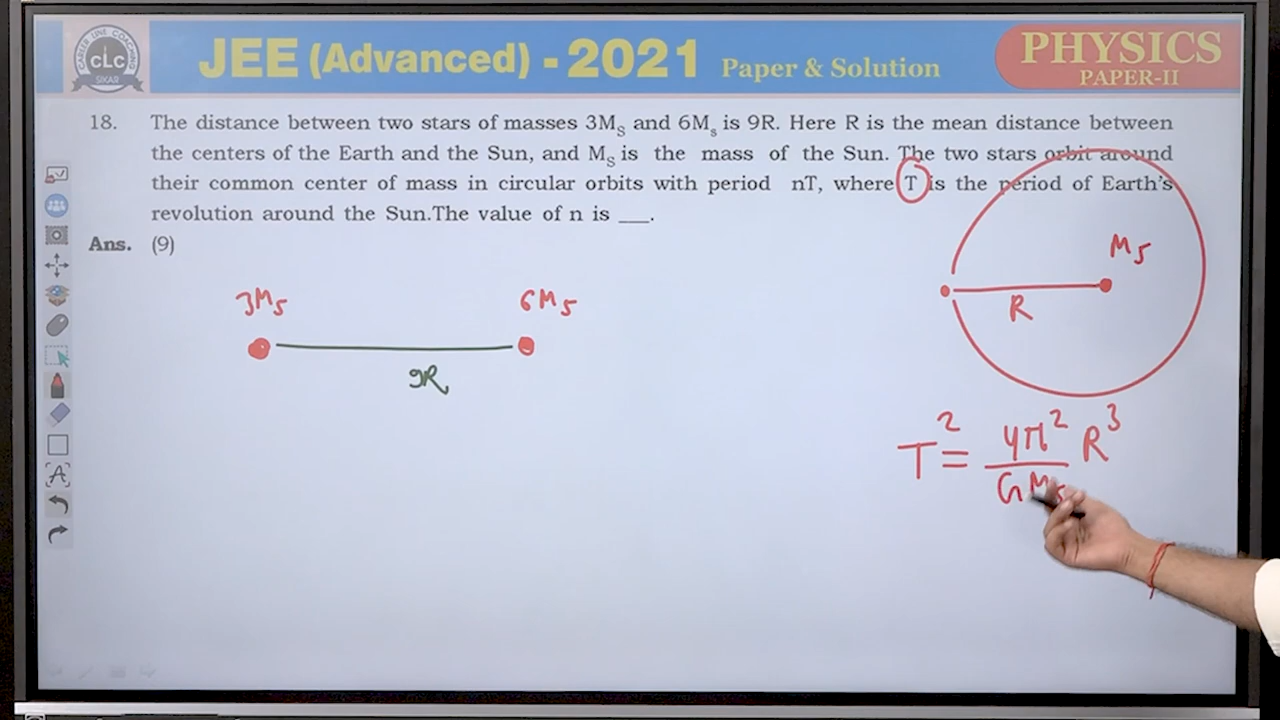 CAREER LINE COACHING
CLC
SIKAR
JEE (Advanced) - 2021 Paper & Solution
PHYSICS
PAPER-II
18. The distance between two stars of masses 3M_S and 6M_s is 9R. Here R is the mean distance between
the centers of the Earth and the Sun, and M_S is the mass of the Sun. The two stars orbit around
their common center of mass in circular orbits with period nT, where T is the period of Earth's
revolution around the Sun.The value of n is ___.
Ans. (9)
3M_S 6M_S
9R
M_S
R
T² = 4π²/GM_S R³